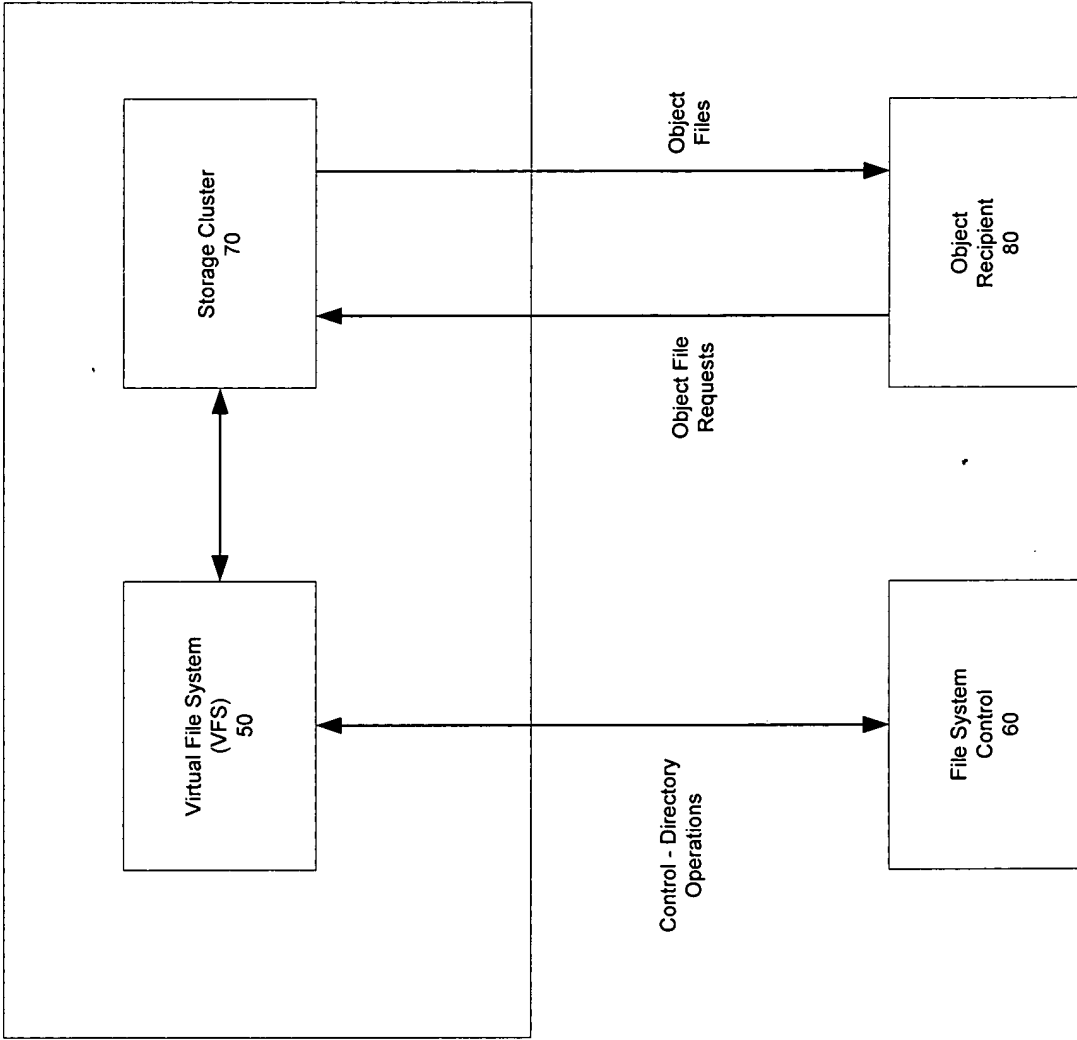 Virtual File System
(VFS)
50
Storage Cluster
70
Control - Directory
Operations
Object File
Requests
Object
Files
File System
Control
60
Object
Recipient
80